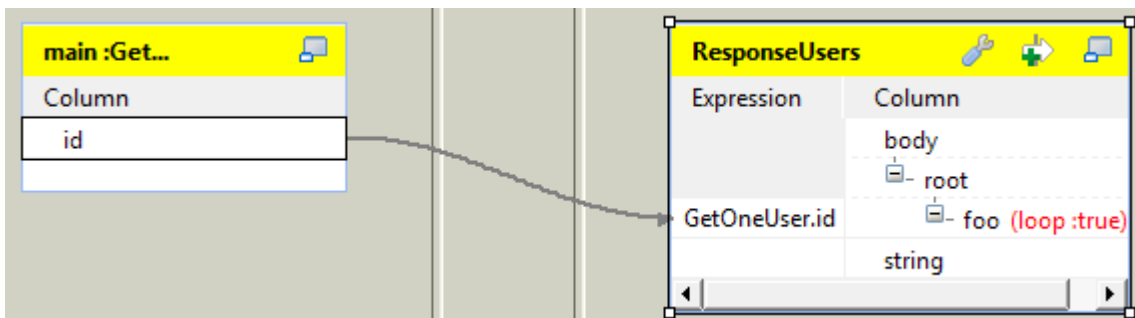 main :Get...
Column
id
ResponseUsers
Expression Column
body
root
GetOneUser.id foo (loop :true)
string